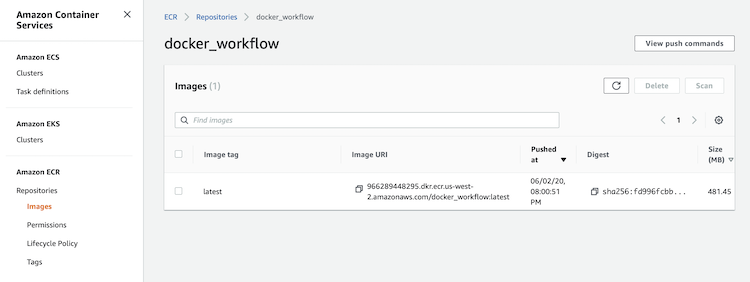 Amazon Container
Services
Amazon ECS
Clusters
Task definitions
Amazon EKS
Clusters
Amazon ECR
Repositories
Images
Permissions
Lifecycle Policy
Tags
ECR
Repositories
docker_workflow
docker_workflow
View push commands
Images (1)
Delete
Scan
Find images
1
Image tag
Image URI
Pushed
at
Digest
Size
(MB)
latest
966289448295.dkr.ecr.us-west-
2.amazonaws.com/docker_workflow:latest
06/02/20,
08:00:51
PM
sha256:fd996fcbb...
481.45